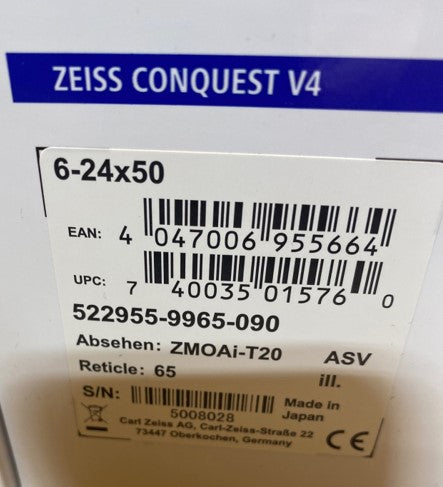 ZEISS CONQUEST V4
6-24x50
EAN: 4 047006 955664
UPC: 7 40035 01576 0
522955-9965-090
Absehen: ZMOAi-T20 ASV
Reticle: 65 ill.
S/N: Made in
5008028 Japan
Carl Zeiss AG, Carl-Zeiss-Straße 22
73447 Oberkochen, Germany CE